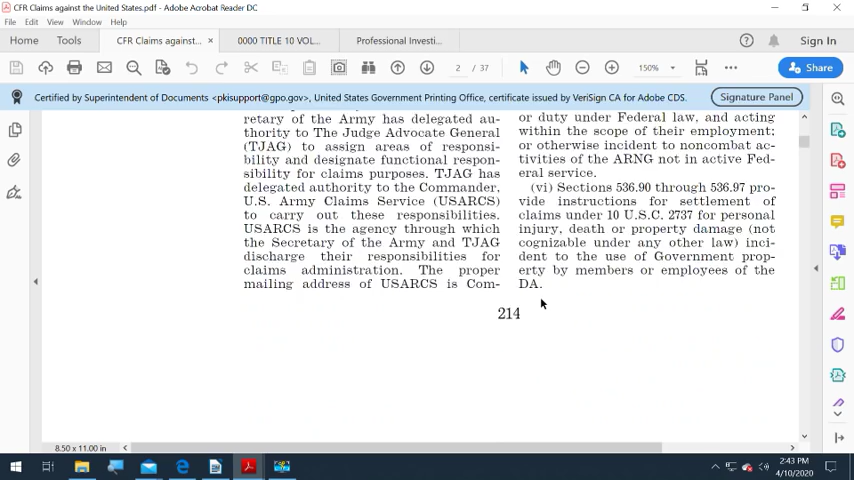 CFR Claims against the United States.pdf - Adobe Acrobat Reader DC
File Edit View Window Help
Home Tools CFR Claims against... × 0000 TITLE 10 VOL... Professional Investi... Sign In
2 / 37 150% Share
Certified by Superintendent of Documents <pkisupport@gpo.gov>, United States Government Printing Office, certificate issued by VeriSign CA for Adobe CDS. Signature Panel
retary of the Army has delegated au-
thority to The Judge Advocate General
(TJAG) to assign areas of responsi-
bility and designate functional respon-
sibility for claims purposes. TJAG has
delegated authority to the Commander,
U.S. Army Claims Service (USARCS)
to carry out these responsibilities.
USARCS is the agency through which
the Secretary of the Army and TJAG
discharge their responsibilities for
claims administration. The proper
mailing address of USARCS is Com-
or duty under Federal law, and acting
within the scope of their employment;
or otherwise incident to noncombat ac-
tivities of the ARNG not in active Fed-
eral service.
(vi) Sections 536.90 through 536.97 pro-
vide instructions for settlement of
claims under 10 U.S.C. 2737 for personal
injury, death or property damage (not
cognizable under any other law) inci-
dent to the use of Government prop-
erty by members or employees of the
DA.
214
8.50 x 11.00 in
2:43 PM
4/10/2020